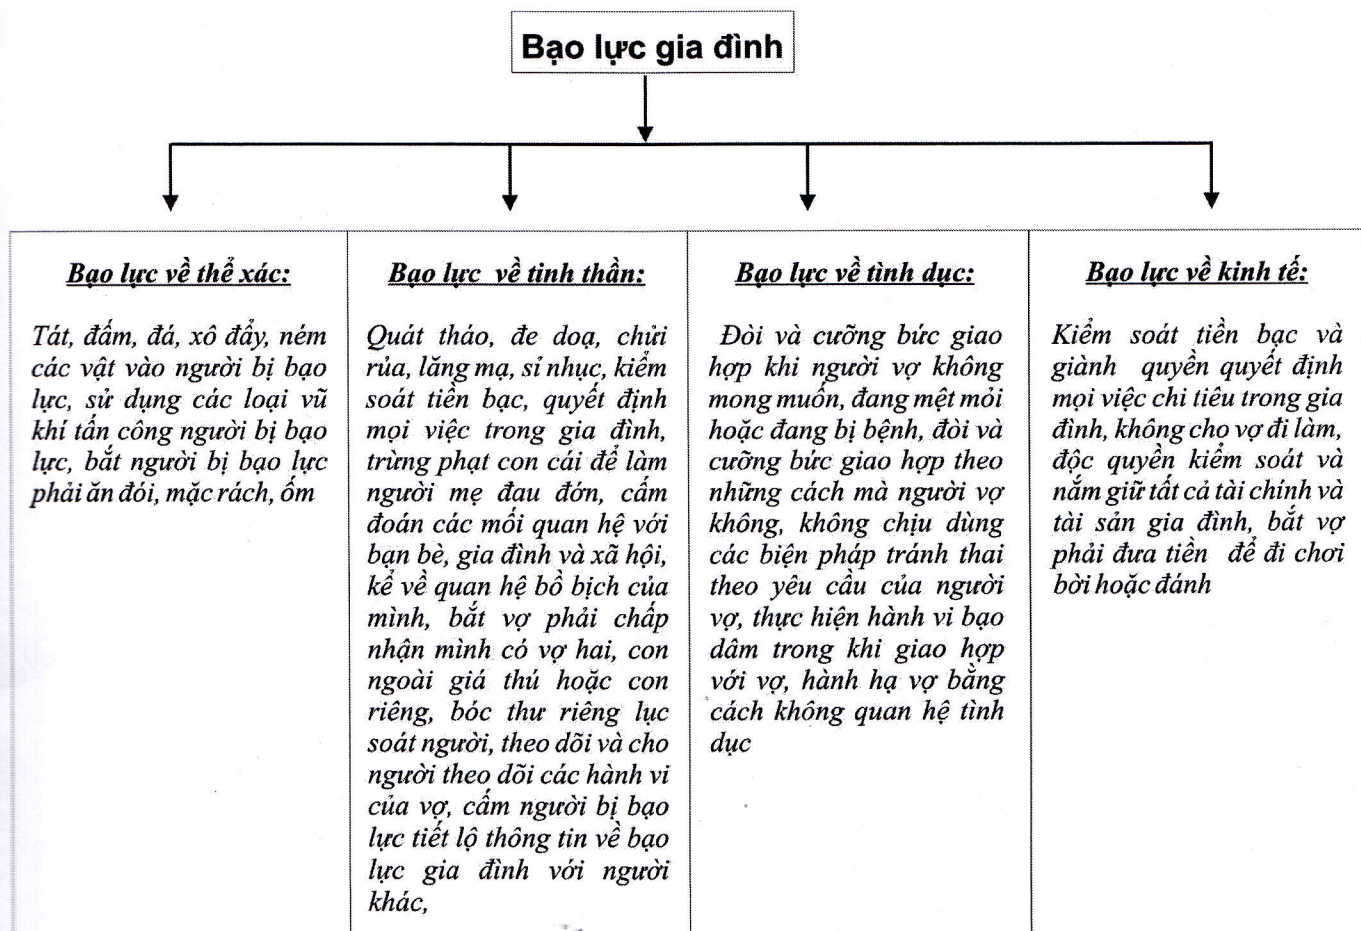 Bạo lực gia đình
Bạo lực về thể xác:
Tát, đấm, đá, xô đẩy, ném
các vật vào người bị bạo
lực, sử dụng các loại vũ
khí tấn công người bị bạo
lực, bắt người bị bạo lực
phải ăn đói, mặc rách, ốm
Bạo lực về tinh thần:
Quát tháo, đe doạ, chửi
rủa, lăng mạ, sỉ nhục, kiểm
soát tiền bạc, quyết định
mọi việc trong gia đình,
trừng phạt con cái để làm
người mẹ đau đớn, cấm
đoán các mối quan hệ với
bạn bè, gia đình và xã hội,
kể về quan hệ bồ bịch của
mình, bắt vợ phải chấp
nhận mình có vợ hai, con
ngoài giá thú hoặc con
riêng, bóc thư riêng lục
soát người, theo dõi và cho
người theo dõi các hành vi
của vợ, cấm người bị bạo
lực tiết lộ thông tin về bạo
lực gia đình với người
khác,
Bạo lực về tình dục:
Đòi và cưỡng bức giao
hợp khi người vợ không
mong muốn, đang mệt mỏi
hoặc đang bị bệnh, đòi và
cưỡng bức giao hợp theo
những cách mà người vợ
không, không chịu dùng
các biện pháp tránh thai
theo yêu cầu của người
vợ, thực hiện hành vi bạo
dâm trong khi giao hợp
với vợ, hành hạ vợ bằng
cách không quan hệ tình
dục
Bạo lực về kinh tế:
Kiểm soát tiền bạc và
giành quyền quyết định
mọi việc chi tiêu trong gia
đình, không cho vợ đi làm,
độc quyền kiểm soát và
nắm giữ tất cả tài chính và
tài sản gia đình, bắt vợ
phải đưa tiền để đi chơi
bời hoặc đánh